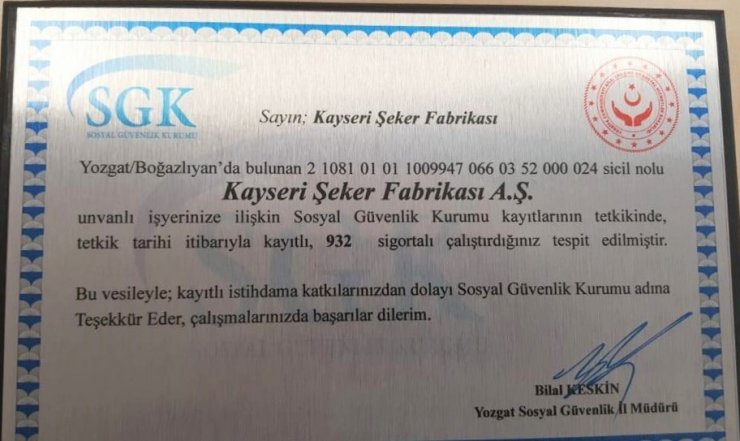 SGK
SOSYAL GÜVENLİK KURUMU
Sayın; Kayseri Şeker Fabrikası
Yozgat/Boğazlıyan'da bulunan 2 1081 01 01 1009947 066 03 52 000 024 sicil nolu
Kayseri Şeker Fabrikası A.Ş.
unvanlı işyerinize ilişkin Sosyal Güvenlik Kurumu kayıtlarının tetkikinde,
tetkik tarihi itibarıyla kayıtlı, 932 sigortalı çalıştırdığınız tespit edilmiştir.
Bu vesileyle; kayıtlı istihdama katkılarınızdan dolayı Sosyal Güvenlik Kurumu adına
Teşekkür Eder, çalışmalarınızda başarılar dilerim.
Bilal KESKİN
Yozgat Sosyal Güvenlik İl Müdürü